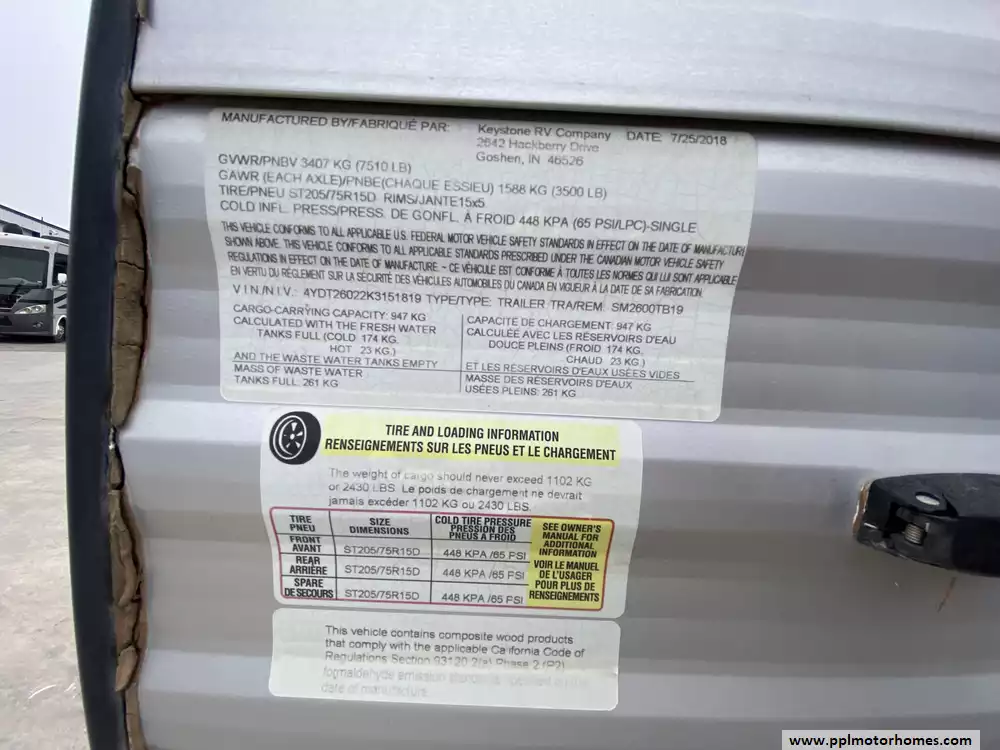 MANUFACTURED BY/FABRIQUÉ PAR: Keystone RV Company DATE: 7/25/2018
2642 Hackberry Drive
Goshen, IN 46526
GVWR/PNBV 3407 KG (7510 LB)
GAWR (EACH AXLE)/PNBE(CHAQUE ESSIEU) 1588 KG (3500 LB)
TIRE/PNEU ST205/75R15D RIMS/JANTE15x5
COLD INFL. PRESS/PRESS. DE GONFL. À FROID 448 KPA (65 PSI/LPC)-SINGLE
THIS VEHICLE CONFORMS TO ALL APPLICABLE U.S. FEDERAL MOTOR VEHICLE SAFETY STANDARDS IN EFFECT ON THE DATE OF MANUFACTURE
SHOWN ABOVE. THIS VEHICLE CONFORMS TO ALL APPLICABLE STANDARDS PRESCRIBED UNDER THE CANADIAN MOTOR VEHICLE SAFETY
REGULATIONS IN EFFECT ON THE DATE OF MANUFACTURE. - CE VÉHICULE EST CONFORME À TOUTES LES NORMES QUI LUI SONT APPLICABLE
EN VERTU DU RÉGLEMENT SUR LA SÉCURITÉ DES VÉHICULES AUTOMOBILES DU CANADA EN VIGUEUR À LA DATE DE SA FABRICATION.
V I N / N I V : 4YDT26022K3151819 TYPE/TYPE: TRAILER TRA/REM SM2600TB19
CARGO-CARRYING CAPACITY: 947 KG
CALCULATED WITH THE FRESH WATER
TANKS FULL (COLD 174 KG.
HOT 23 KG.)
AND THE WASTE WATER TANKS EMPTY
MASS OF WASTE WATER
TANKS FULL: 261 KG
CAPACITÉ DE CHARGEMENT: 947 KG
CALCULÉE AVEC LES RÉSERVOIRS D'EAU
DOUCE PLEINS (FROID 174 KG.
CHAUD 23 KG.)
ET LES RÉSERVOIRS D'EAUX USÉES VIDES
MASSE DES RÉSERVOIRS D'EAUX
USÉES PLEINS: 261 KG
TIRE AND LOADING INFORMATION
RENSEIGNEMENTS SUR LES PNEUS ET LE CHARGEMENT
The weight of cargo should never exceed 1102 KG
or 2430 LBS. Le poids de chargement ne devrait
jamais excéder 1102 KG ou 2430 LBS.
TIRE PNEU SIZE DIMENSIONS COLD TIRE PRESSURE PRESSION DES PNEUS A FROID
FRONT AVANT ST205/75R15D 448 KPA /65 PSI
REAR ARRIÈRE ST205/75R15D 448 KPA /65 PSI
SPARE DE SECOURS ST205/75R15D 448 KPA /65 PSI
SEE OWNER'S
MANUAL FOR
ADDITIONAL
INFORMATION
VOIR LE MANUEL
DE L'USAGER
POUR PLUS DE
RENSEIGNEMENTS
This vehicle contains composite wood products
that comply with the applicable California Code of
Regulations Section 93120.2(a) Phase 2 (P2)
formaldehyde emission
date of manufacture.
www.pplmotorhomes.com